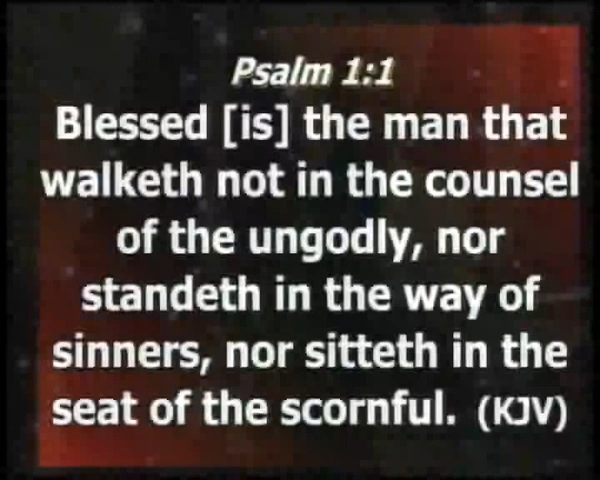 Psalm 1:1
Blessed [is] the man that
walketh not in the counsel
of the ungodly, nor
standeth in the way of
sinners, nor sitteth in the
seat of the scornful. (KJV)